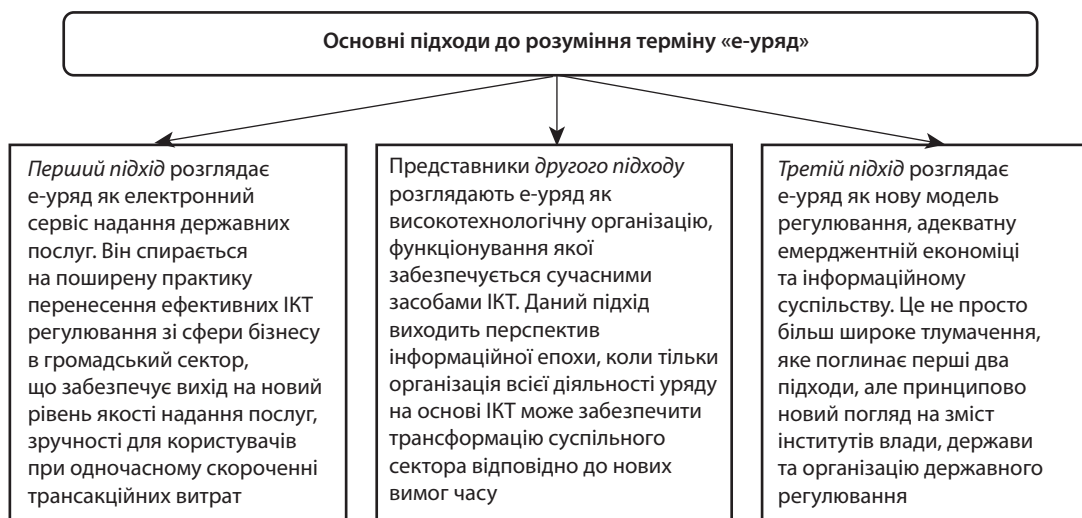 Основні підходи до розуміння терміну «е-уряд»
Перший підхід розглядає
е-уряд як електронний
сервіс надання державних
послуг. Він спирається
на поширену практику
перенесення ефективних ІКТ
регулювання зі сфери бізнесу
в громадський сектор,
що забезпечує вихід на новий
рівень якості надання послуг,
зручності для користувачів
при одночасному скороченні
трансакційних витрат
Представники другого підходу
розглядають е-уряд як
високотехнологічну організацію,
функціонування якої
забезпечується сучасними
засобами ІКТ. Даний підхід
виходить перспектив
інформаційної епохи, коли тільки
організація всієї діяльності уряду
на основі ІКТ може забезпечити
трансформацію суспільного
сектора відповідно до нових
вимог часу
Третій підхід розглядає
е-уряд як нову модель
регулювання, адекватну
емерджентній економіці
та інформаційному
суспільству. Це не просто
більш широке тлумачення,
яке поглинає перші два
підходи, але принципово
новий погляд на зміст
інститутів влади, держави
та організацію державного
регулювання